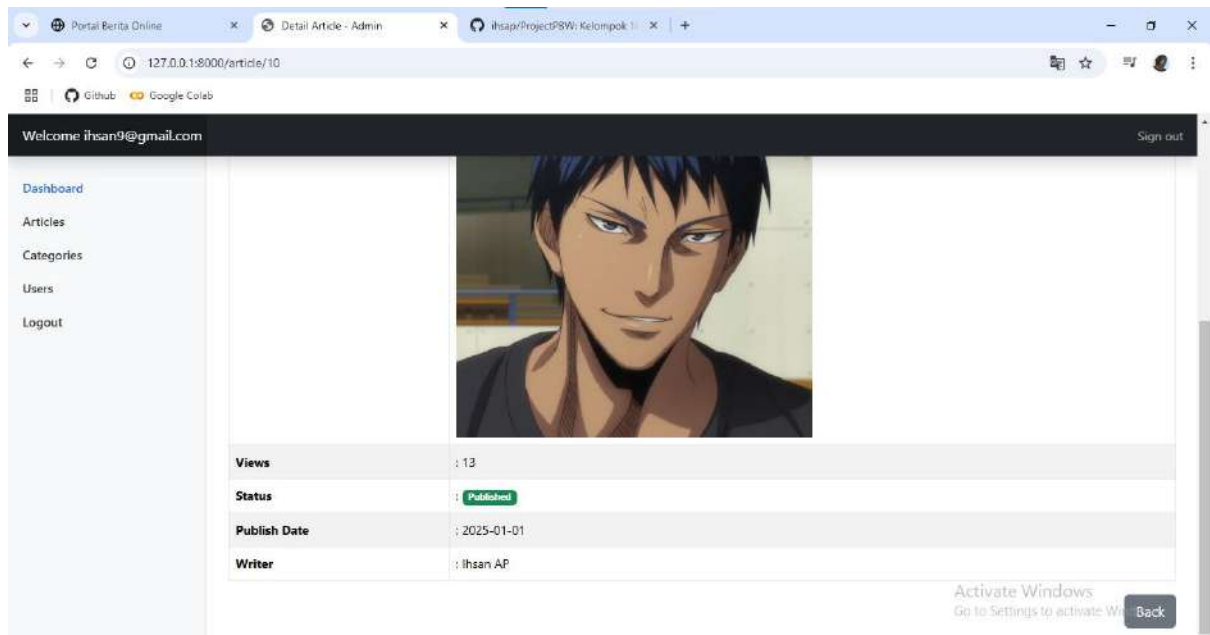 Portal Berita Online
Detail Article - Admin
ihsap/ProjectPBW: Kelompok 1
127.0.0.1:8000/article/10
Github
Google Colab
Welcome ihsan9@gmail.com
Sign out
Dashboard
Articles
Categories
Users
Logout
Views : 13
Status : Published
Publish Date : 2025-01-01
Writer : Ihsan AP
Activate Windows
Go to Settings to activate Wi
Back